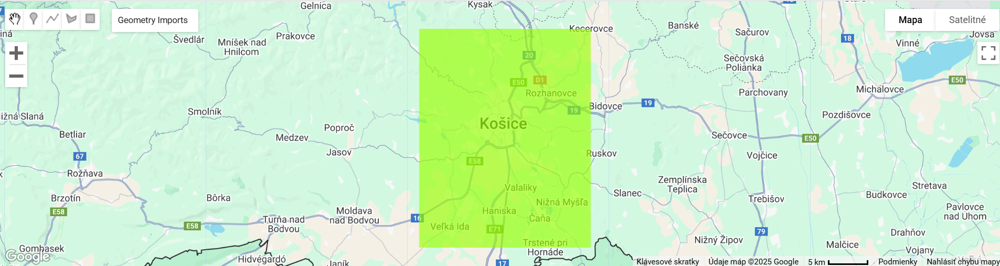 Gelnica
Kysak
Geometry Imports
Kecerovce
Banské
Mapa
Satelitné
Sačurov
18
Jovsa
Vinné
Švedlár
Prakovce
Mníšek nad
Hnilcom
20
Sečovská
Polianka
E50
D1
E50
Michalovce
Rozhanovce
Parchovany
19
19
Bidovce
Smolník
Pozdišovce
Poproč
Košice
Betliar
Medzev
Sečovce
E50
Jasov
67
E58
Ruskov
Vojčice
Rožňava
Zemplínska
Teplica
Valaliky
Slanec
Stretava
Brzotín
Bôrka
Nižná Myšľa
Trebišov
Budkovce
E58
Moldava
nad Bodvou
Haniska
Čaňa
Pavlovce
nad Uhom
16
Turňa nad
Bodvou
E58
Veľká Ida
E71
79
Drahňov
Trstené pri
Hornáde
Nižný Žipov
Malčice
Gombasek
Vojany
Google
Hidvégardó
Janík
17
Klávesové skratky
Údaje máp ©2025 Google
5 km
Podmienky
Nahlásiť chybu mapy